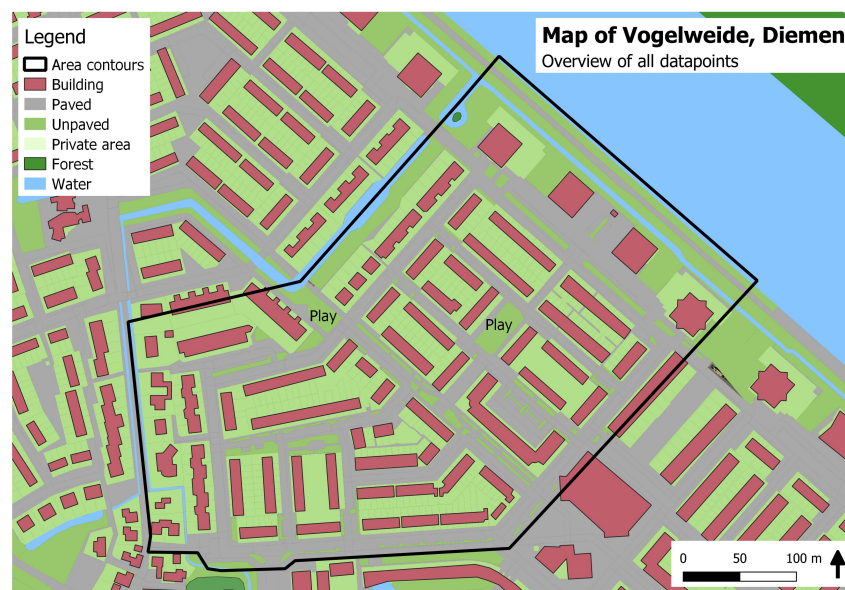 Map of Vogelweide, Diemen
Overview of all datapoints
Legend
Area contours
Building
Paved
Unpaved
Private area
Forest
Water
Play
Play
0 50 100 m